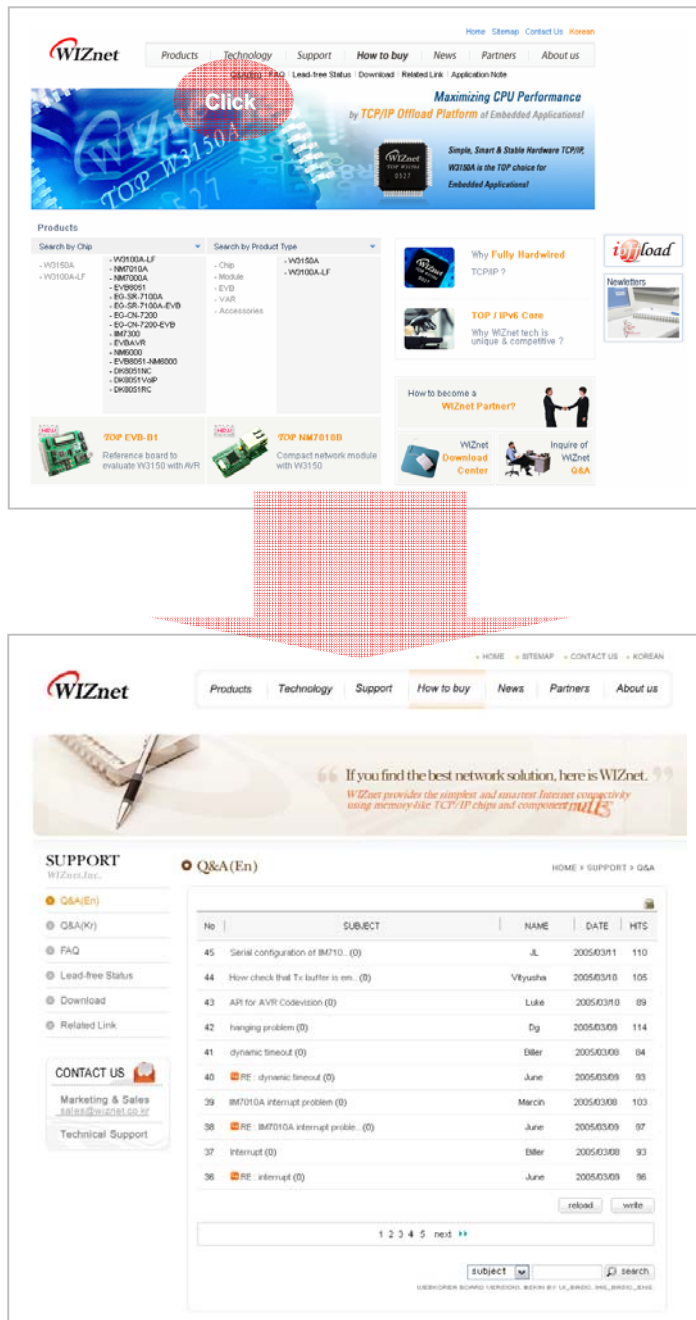 Home Sitemap Contact Us Korean
WIZnet
Products Technology Support How to buy News Partners About us
FAQ Lead-free Status Download Related Link Application Note
Click
Maximizing CPU Performance
by TCP/IP Offload Platform of Embedded Applications!
Simple, Smart & Stable Hardware TCP/IP,
W3150A is the TOP choice for
Embedded Applications!
WIZnet
TOP W3150A
0527
Products
Search by Chip
- W3150A
- W3100A-LF
- W3100A-LF
- NM7010A
- NM7000A
- EVB8051
- EG-SR-7100A
- EG-SR-7100A-EVB
- EG-CN-7200
- EG-CN-7200-EVB
- IIM7300
- EVBAVR
- NM6000
- EVB8051-NM6000
- DK8051NC
- DK8051VoIP
- DK8051RC
Search by Product Type
- Chip
- Module
- EVB
- VAR
- Accessories
- W3150A
- W3100A-LF
Why Fully Hardwired
TCP/IP ?
TOP / IPv6 Core
Why WIZnet tech is
unique & competitive ?
Newletters
How to become a
WIZnet Partner?
NEW
TOP EVB-B1
Reference board to
evaluate W3150 with AVR
NEW
TOP NM7010B
Compact network module
with W3150
WIZnet
Download
Center
Inquire of
WIZnet
Q&A
HOME SITEMAP CONTACT US KOREAN
WIZnet
Products Technology Support How to buy News Partners About us
“ If you find the best network solution, here is WIZnet. ”
WIZnet provides the simplest and smartest Internet connectivity
using memory-like TCP/IP chips and component
SUPPORT
WIZnet.Inc.
Q&A(En)
Q&A(Kr)
FAQ
Lead-free Status
Download
Related Link
CONTACT US
Marketing & Sales
sales@wiznet.co.kr
Technical Support
Q&A(En)
HOME > SUPPORT > Q&A
No SUBJECT NAME DATE HITS
45 Serial configuration of IIM710.. (0) JL 2005/03/11 110
44 How check that Tx buffer is em.. (0) Vityusha 2005/03/10 105
43 API for AVR Codevision (0) Luke 2005/03/10 89
42 hanging problem (0) Dg 2005/03/09 114
41 dynamic timeout (0) Biller 2005/03/08 84
40 RE : dynamic timeout (0) June 2005/03/09 93
39 IIM7010A interrupt problem (0) Marcin 2005/03/08 103
38 RE : IIM7010A interrupt proble.. (0) June 2005/03/09 97
37 Interrupt (0) Biller 2005/03/08 93
36 RE : interrupt (0) June 2005/03/09 96
reload write
1 2 3 4 5 next
subject search